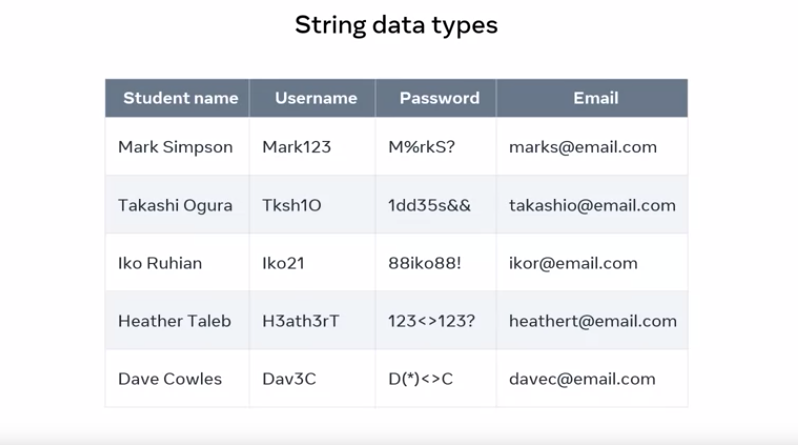 String data types
Student name Username Password Email
Mark Simpson Mark123 M%rkS? marks@email.com
Takashi Ogura Tksh1O 1dd35s&& takashio@email.com
Iko Ruhian Iko21 88iko88! ikor@email.com
Heather Taleb H3ath3rT 123<>123? heathert@email.com
Dave Cowles Dav3C D(*)<>C davec@email.com